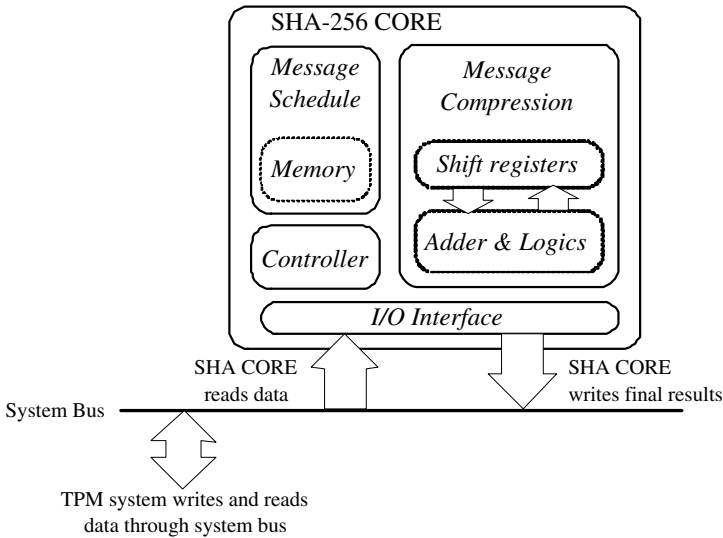 SHA-256 CORE
Message
Schedule
Memory
Controller
Message
Compression
Shift registers
Adder & Logics
I/O Interface
SHA CORE
reads data
SHA CORE
writes final results
System Bus
TPM system writes and reads
data through system bus